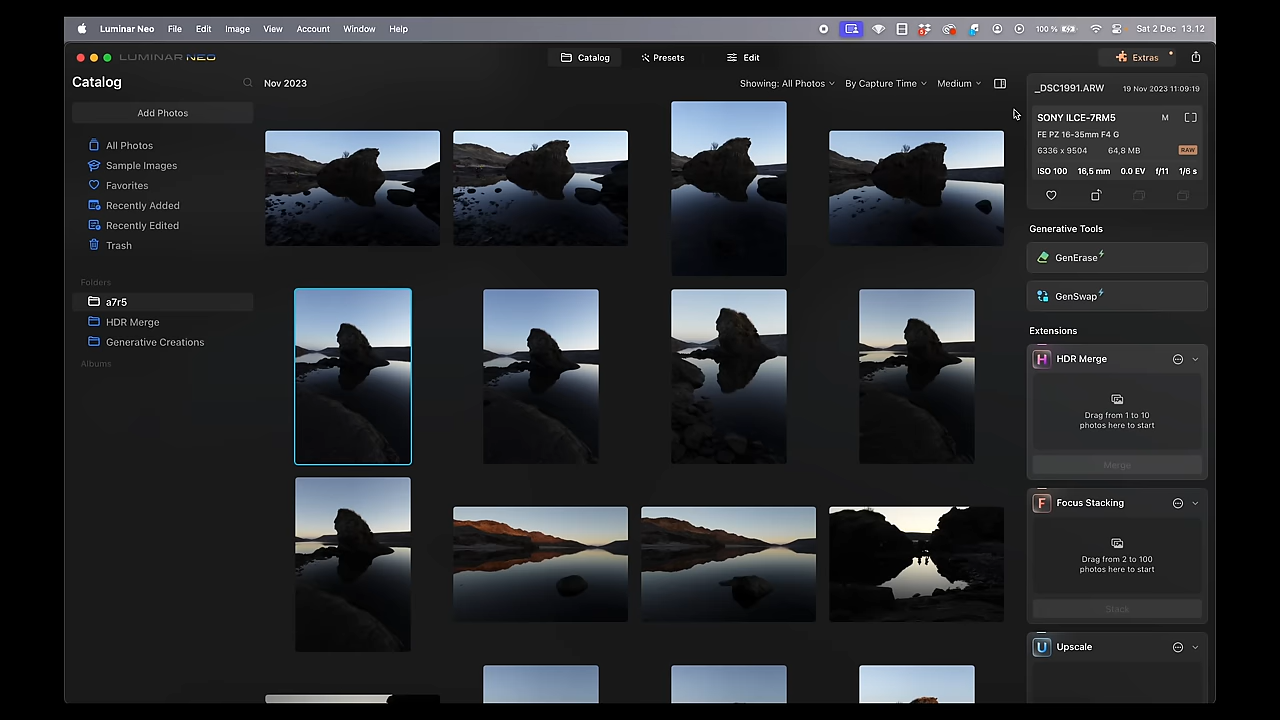 Luminar Neo File Edit Image View Account Window Help 100 % Sat 2 Dec 13.12
LUMINAR NEO Catalog Presets Edit Extras
Catalog
Nov 2023 Showing: All Photos By Capture Time Medium
Add Photos
All Photos
Sample Images
Favorites
Recently Added
Recently Edited
Trash
Folders
a7r5
HDR Merge
Generative Creations
Albums
_DSC1991.ARW 19 Nov 2023 11:09:19
SONY ILCE-7RM5 M
FE PZ 16-35mm F4 G
6336 x 9504 64,8 MB RAW
ISO 100 16,5 mm 0.0 EV f/11 1/6 s
Generative Tools
GenErase
GenSwap
Extensions
H HDR Merge
Drag from 1 to 10
photos here to start
Merge
F Focus Stacking
Drag from 2 to 100
photos here to start
Stack
U Upscale